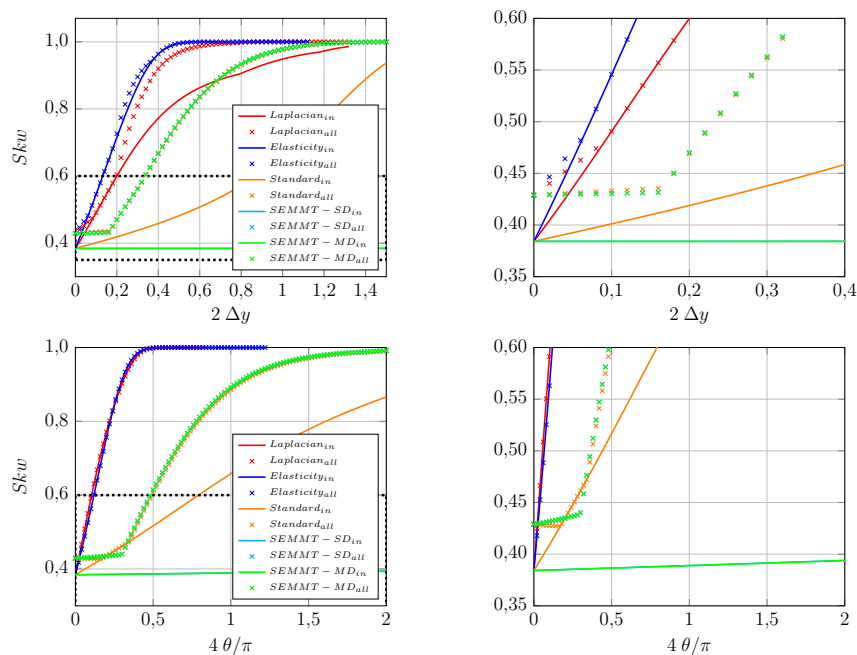 1,0
0,8
0,6
0,4
Skw
0 0,2 0,4 0,6 0,8 1 1,2 1,4
2 Δy
Laplacian_in
Laplacian_all
Elasticity_in
Elasticity_all
Standard_in
Standard_all
SEMMT − SD_in
SEMMT − SD_all
SEMMT − MD_in
SEMMT − MD_all
0,60
0,55
0,50
0,45
0,40
0,35
0 0,1 0,2 0,3 0,4
2 Δy
1,0
0,8
0,6
0,4
Skw
0 0,5 1 1,5 2
4 θ/π
Laplacian_in
Laplacian_all
Elasticity_in
Elasticity_all
Standard_in
Standard_all
SEMMT − SD_in
SEMMT − SD_all
SEMMT − MD_in
SEMMT − MD_all
0,60
0,55
0,50
0,45
0,40
0,35
0 0,5 1 1,5 2
4 θ/π